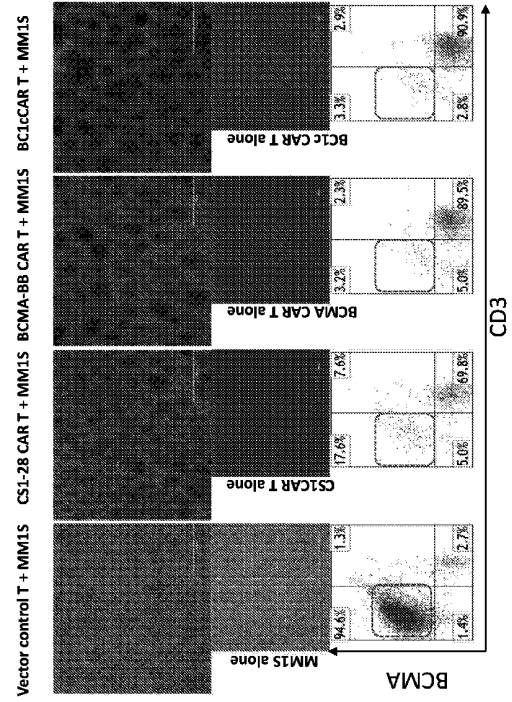 Vector control T + MM1S
CS1-28 CAR T + MM1S
BCMA-BB CAR T + MM1S
BC1cCAR T + MM1S
MM1S alone
CS1CAR T alone
BCMA CAR T alone
BC1c CAR T alone
94.6%
1.3%
1.4%
2.7%
17.6%
7.6%
5.0%
69.8%
3.2%
2.3%
5.0%
89.5%
3.3%
2.9%
2.8%
90.9%
BCMA
CD3